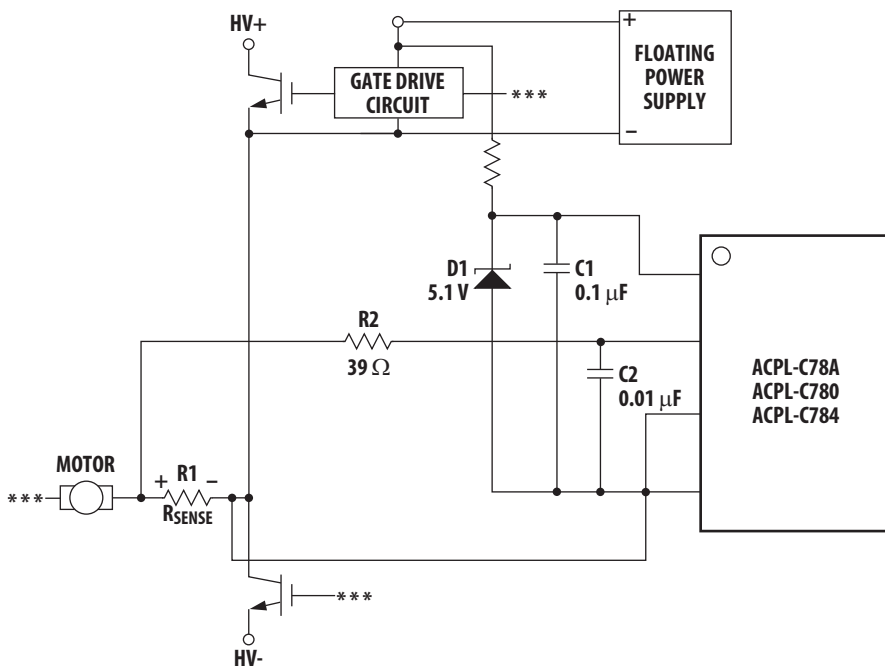 HV+
+
FLOATING
POWER
SUPPLY
−
GATE DRIVE
CIRCUIT
***
D1
5.1 V
C1
0.1 μF
R2
39 Ω
C2
0.01 μF
ACPL-C78A
ACPL-C780
ACPL-C784
MOTOR
***
+ R1 −
RSENSE
***
HV-